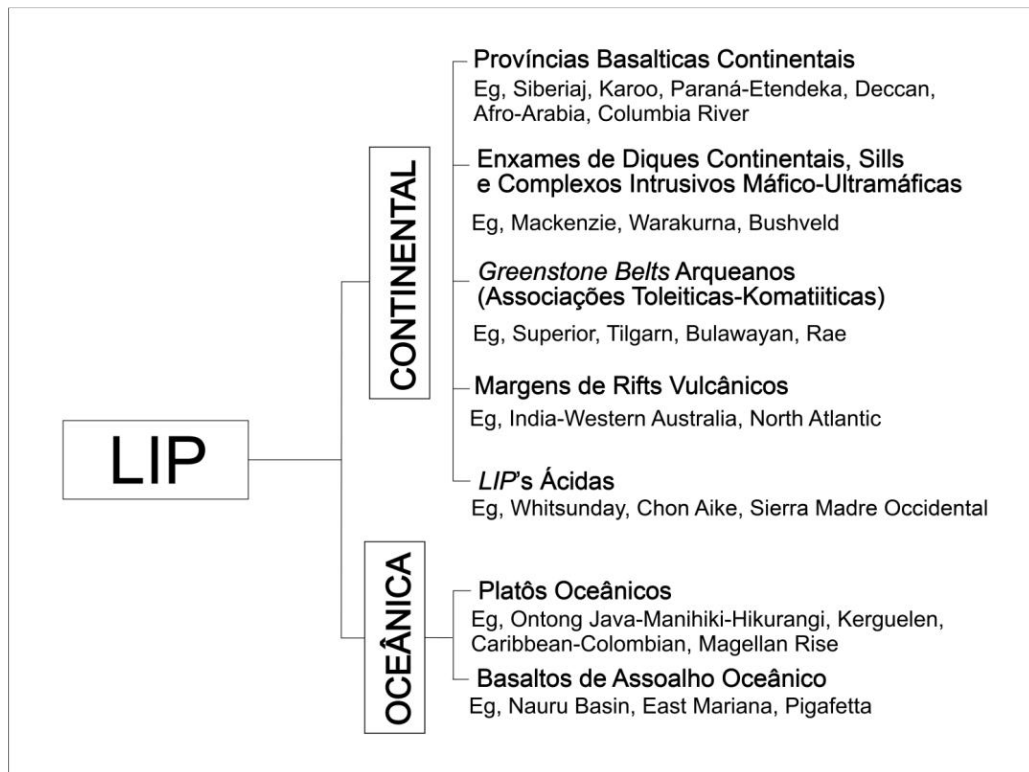 LIP
CONTINENTAL
Províncias Basalticas Continentais
Eg, Siberiaj, Karoo, Paraná-Etendeka, Deccan,
Afro-Arabia, Columbia River
Enxames de Diques Continentais, Sills
e Complexos Intrusivos Máfico-Ultramáficas
Eg, Mackenzie, Warakurna, Bushveld
Greenstone Belts Arqueanos
(Associações Toleiticas-Komatiiticas)
Eg, Superior, Tilgarn, Bulawayan, Rae
Margens de Rifts Vulcânicos
Eg, India-Western Australia, North Atlantic
LIP's Ácidas
Eg, Whitsunday, Chon Aike, Sierra Madre Occidental
OCEÂNICA
Platôs Oceânicos
Eg, Ontong Java-Manihiki-Hikurangi, Kerguelen,
Caribbean-Colombian, Magellan Rise
Basaltos de Assoalho Oceânico
Eg, Nauru Basin, East Mariana, Pigafetta